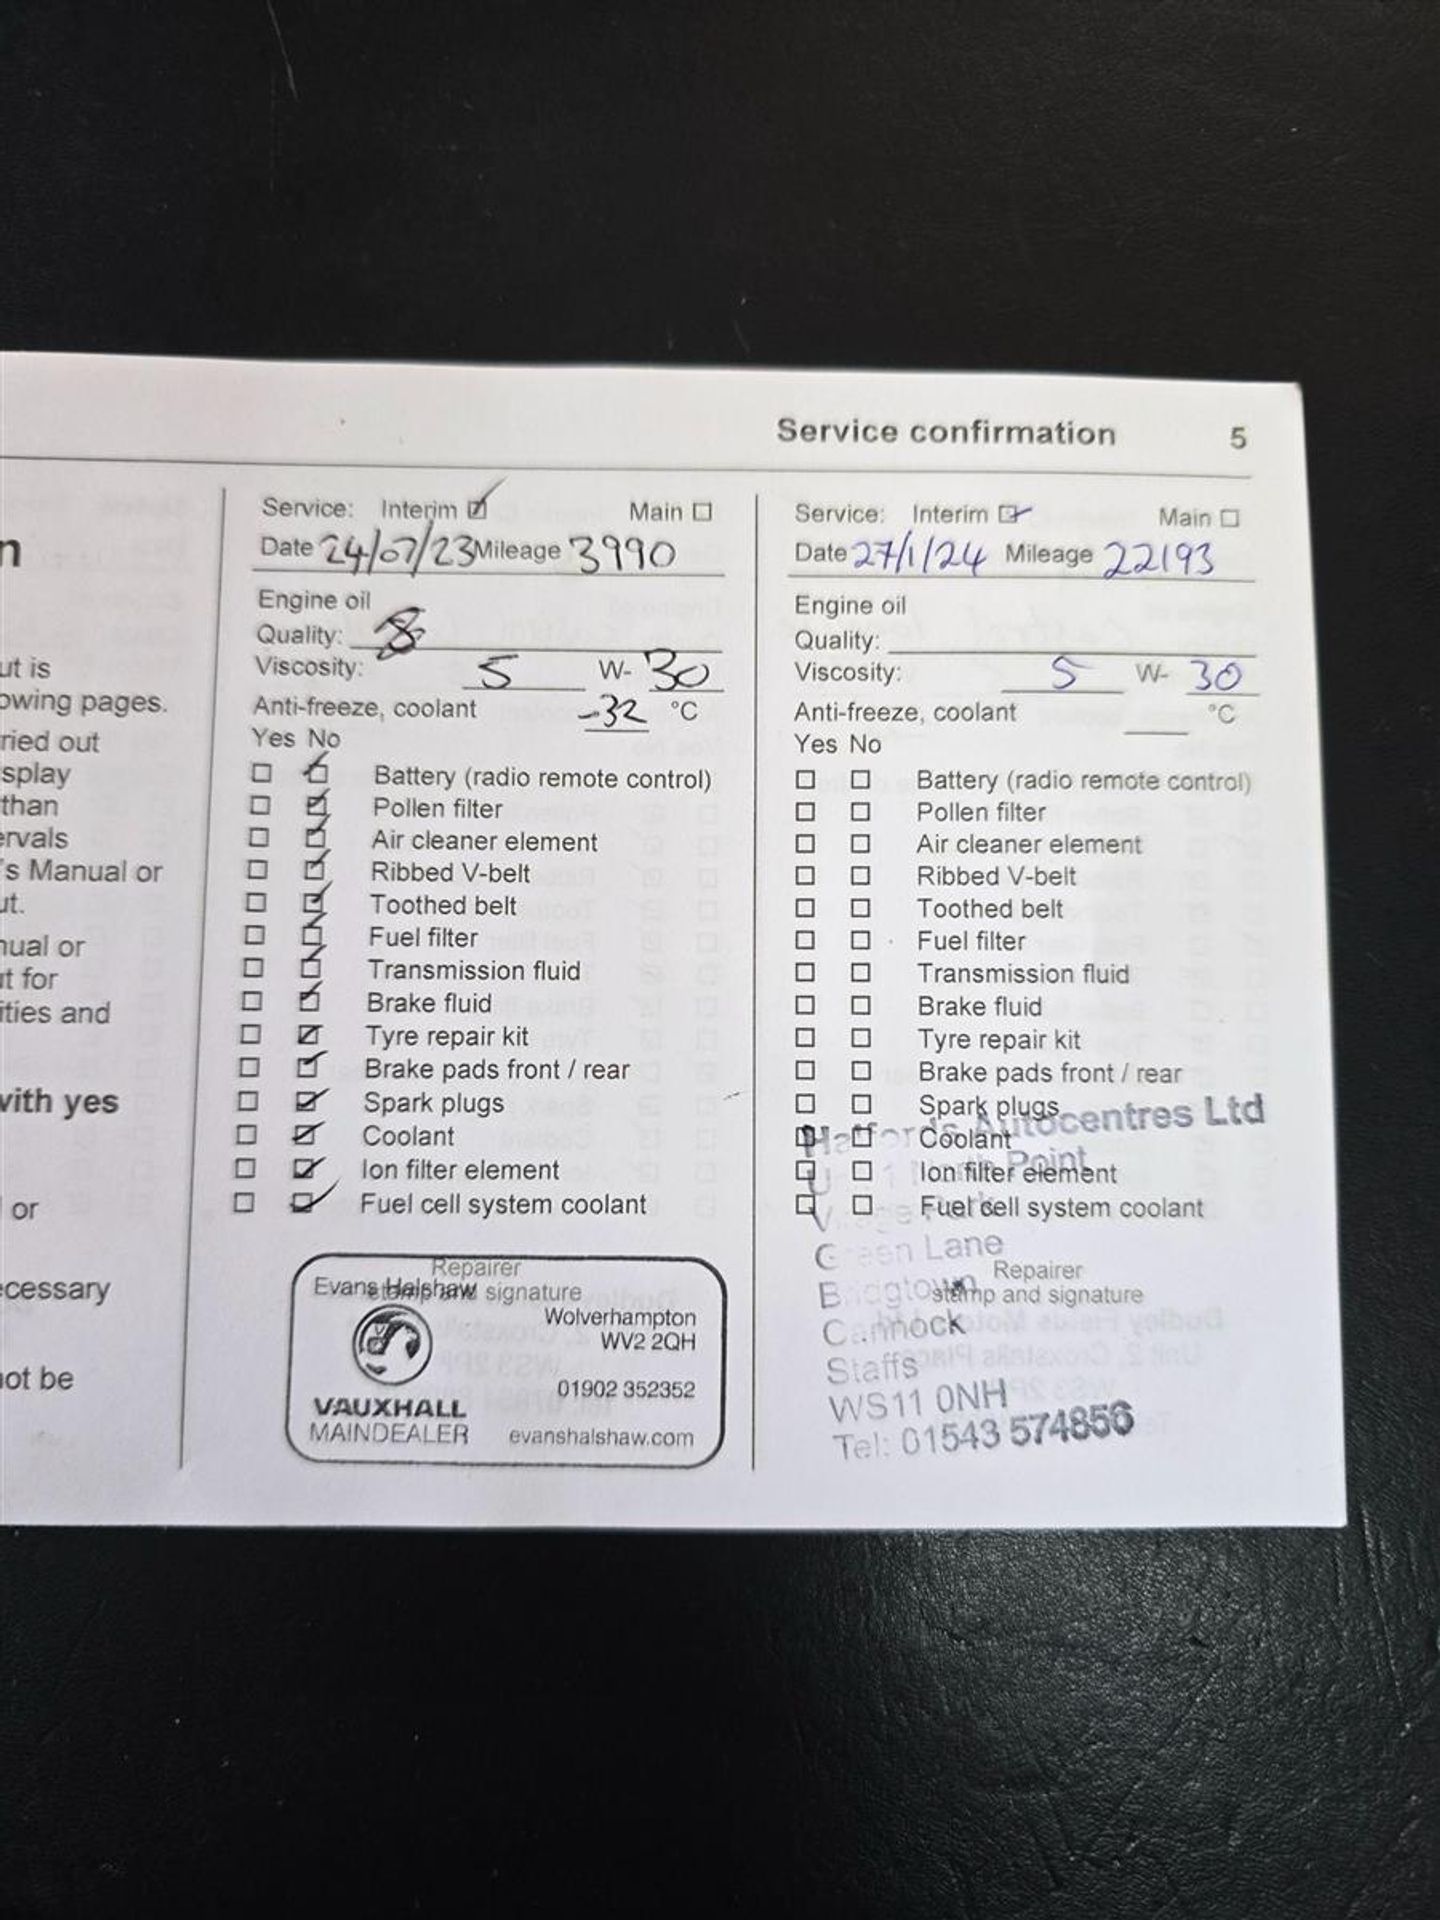 Service confirmation 5
n
ut is
owing pages.
ried out
splay
than
ervals
's Manual or
ut.
nual or
ut for
ities and
with yes
or
ecessary
not be
Service: Interim ☑ Main ☐
Date 24/07/23 Mileage 3990
Engine oil
Quality: 8
Viscosity: 5 W- 30
Anti-freeze, coolant -32 °C
Yes No
☐ ☑ Battery (radio remote control)
☐ ☑ Pollen filter
☐ ☑ Air cleaner element
☐ ☑ Ribbed V-belt
☐ ☑ Toothed belt
☐ ☑ Fuel filter
☐ ☑ Transmission fluid
☐ ☑ Brake fluid
☐ ☑ Tyre repair kit
☐ ☑ Brake pads front / rear
☐ ☑ Spark plugs
☐ ☑ Coolant
☐ ☑ Ion filter element
☐ ☑ Fuel cell system coolant
Repairer
stamp and signature
Evans Halshaw
Wolverhampton
WV2 2QH
01902 352352
VAUXHALL
MAINDEALER evanshalshaw.com
Service: Interim ☑ Main ☐
Date 27/1/24 Mileage 22193
Engine oil
Quality:
Viscosity: 5 W- 30
Anti-freeze, coolant °C
Yes No
☐ ☐ Battery (radio remote control)
☐ ☐ Pollen filter
☐ ☐ Air cleaner element
☐ ☐ Ribbed V-belt
☐ ☐ Toothed belt
☐ ☐ Fuel filter
☐ ☐ Transmission fluid
☐ ☐ Brake fluid
☐ ☐ Tyre repair kit
☐ ☐ Brake pads front / rear
☐ ☐ Spark plugs
☐ ☐ Coolant
☐ ☐ Ion filter element
☐ ☐ Fuel cell system coolant
Repairer
stamp and signature
Halfords Autocentres Ltd
Point
Green Lane
Bridgtown
Cannock
Staffs
WS11 0NH
Tel: 01543 574856